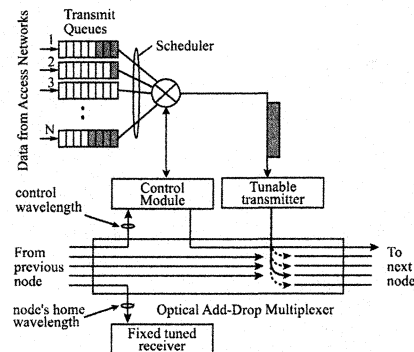 Transmit
Queues
Scheduler
Data from Access Networks
1
2
3
N
control
wavelength
Control
Module
Tunable
transmitter
From
previous
node
To
next
node
node's home
wavelength
Optical Add-Drop Multiplexer
Fixed tuned
receiver